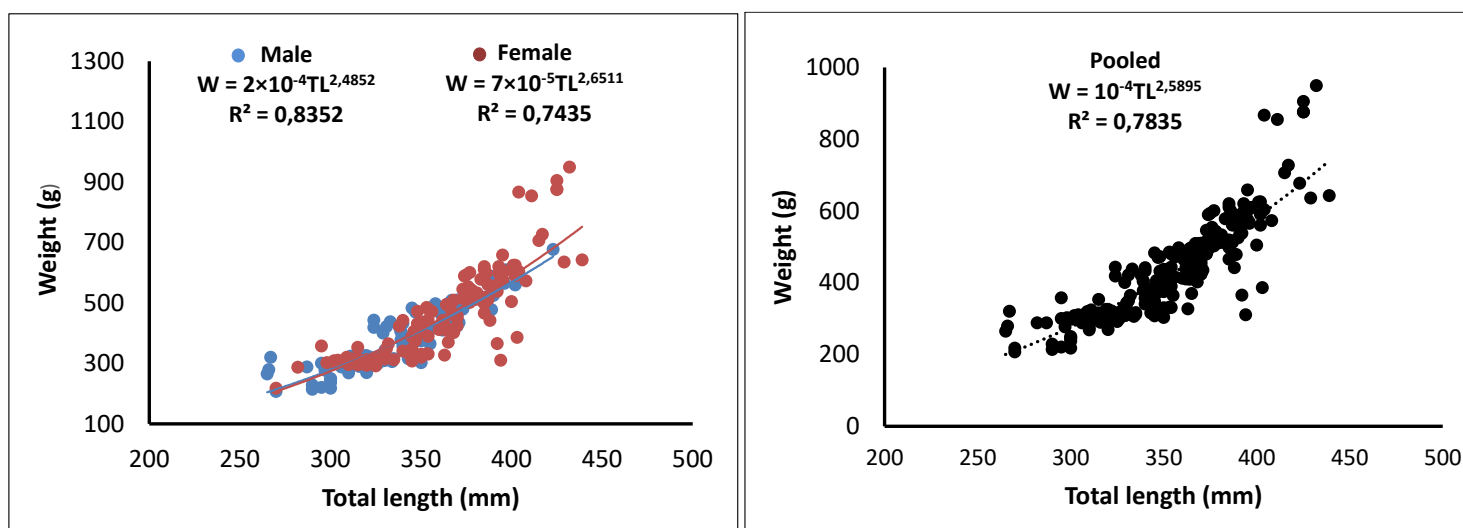 Male
W = 2×10⁻⁴TL²,⁴⁸⁵²
R² = 0,8352
Female
W = 7×10⁻⁵TL²,⁶⁵¹¹
R² = 0,7435
1300
1100
900
700
500
300
100
Weight (g)
200 250 300 350 400 450 500
Total length (mm)
Pooled
W = 10⁻⁴TL²,⁵⁸⁹⁵
R² = 0,7835
1000
800
600
400
200
0
Weight (g)
200 250 300 350 400 450 500
Total length (mm)